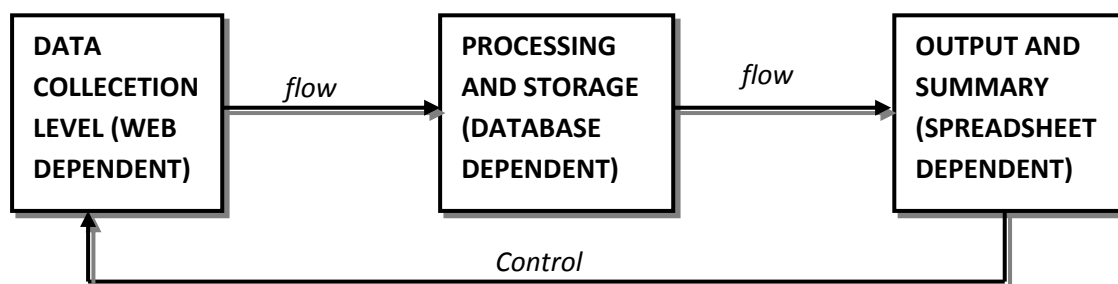 DATA
COLLECETION
LEVEL (WEB
DEPENDENT)
flow
PROCESSING
AND STORAGE
(DATABASE
DEPENDENT)
flow
OUTPUT AND
SUMMARY
(SPREADSHEET
DEPENDENT)
Control